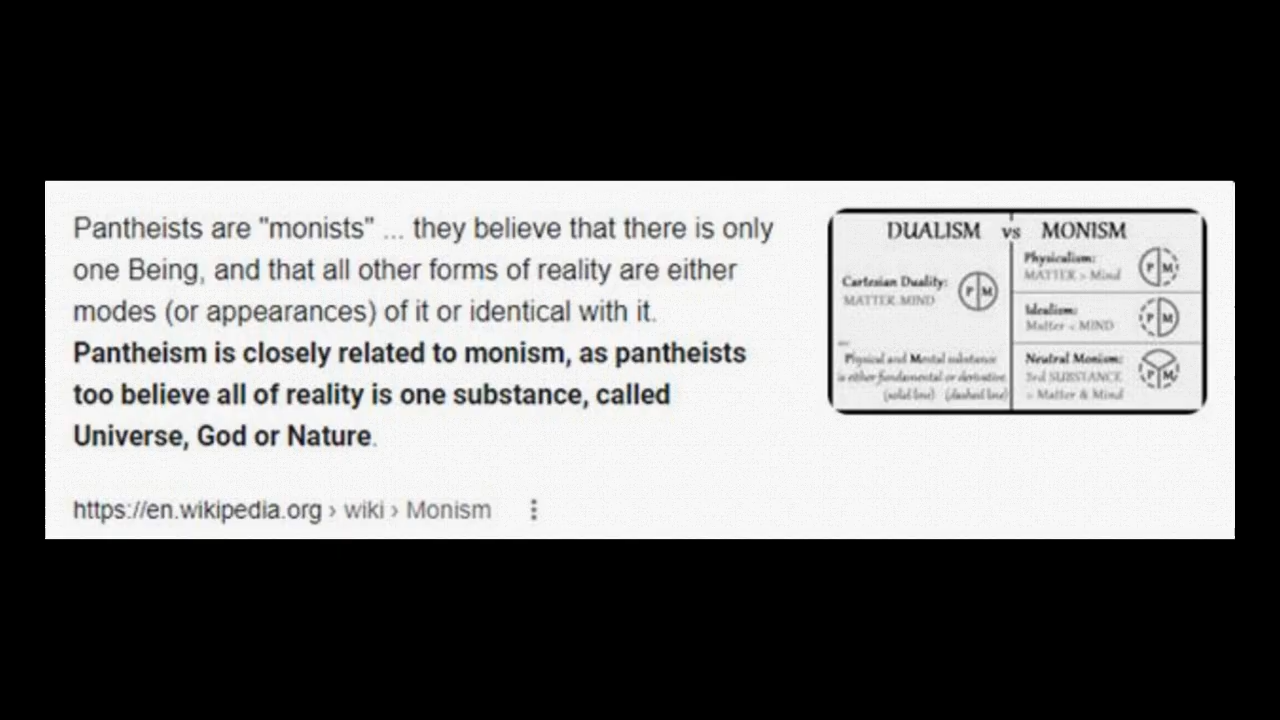 Pantheists are "monists" ... they believe that there is only
one Being, and that all other forms of reality are either
modes (or appearances) of it or identical with it.
Pantheism is closely related to monism, as pantheists
too believe all of reality is one substance, called
Universe, God or Nature.
https://en.wikipedia.org › wiki › Monism
DUALISM vs MONISM
Cartesian Duality:
MATTER MIND
P M
Physical and Mental substance
is either fundamental or derivative
(solid line) (dashed line)
Physicalism:
MATTER > Mind
P M
Idealism:
Matter < MIND
P M
Neutral Monism:
3rd SUBSTANCE
> Matter & Mind
P M